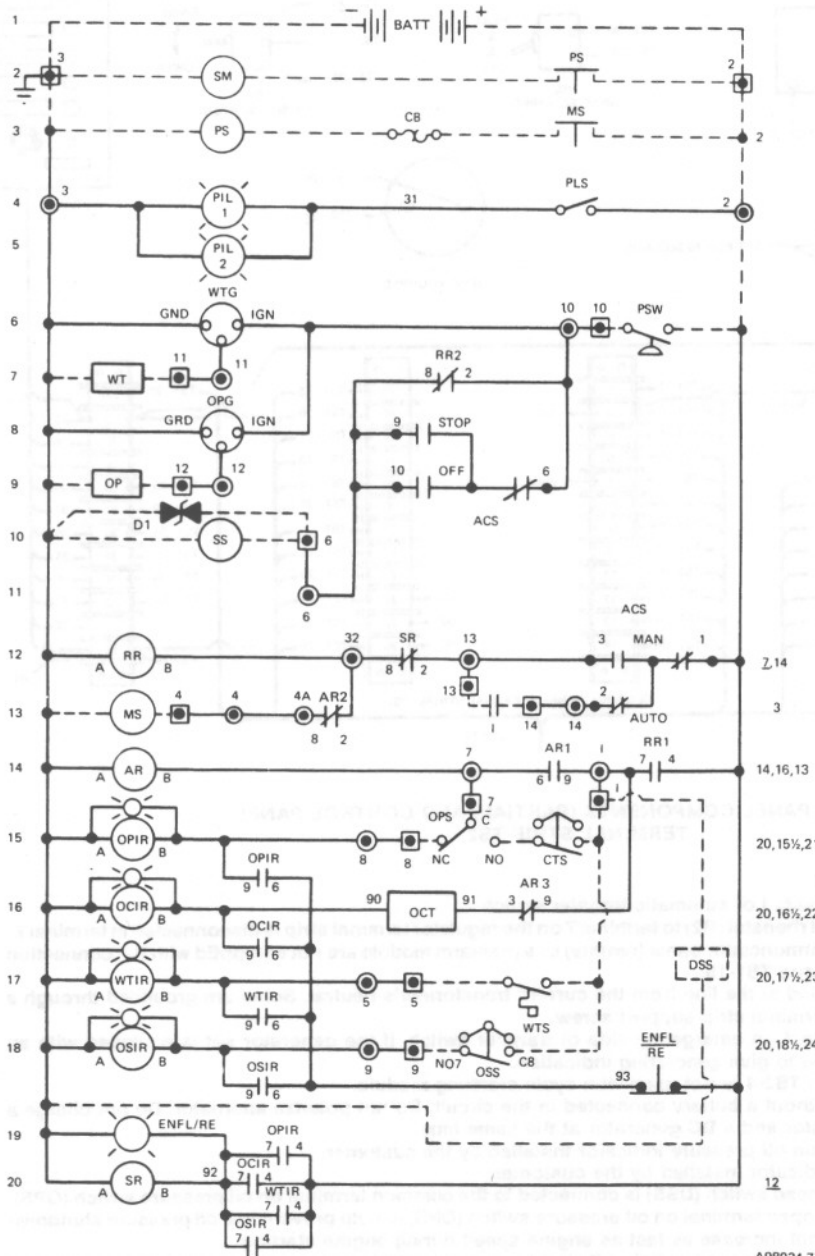 1 − BATT +
3 PS 2
2 SM
MS
3 PS CB 2
3 PIL 1 31 PLS 2
4
5 PIL 2
WTG
GND IGN 10 10 PSW
6
RR2
11 8 2
7 WT 11
OPG
GRD IGN 9 STOP
8
12 10 OFF 6
9 OP 12
ACS
D1
10 SS 6
11
6
ACS
32 SR 13 3 MAN 1
12 A RR B 8 2 7,14
13 2
4 4 4A AR2 I 14 14 AUTO
13 MS 3
8 2
7 AR1 I RR1
14 A AR B 6 9 7 4 14,16,13
7 I
OPS C
15 A OPIR B 8 8 NC NO CTS 20,15½,21
OPIR
9 6
90 OCT 91 AR3
3 9
16 A OCIR B 20,16½,22
OCIR
9 6
DSS
17 A WTIR B 5 5 20,17½,23
WTIR WTS
9 6
ENFL
RE
18 A OSIR B 9 9 NO7 OSS C8 20,18½,24
OSIR 93
9 6
ENFL/RE OPIR
19
7 4
OCIR
92 7 4
20 A SR B 12
WTIR
7 4
OSIR
7